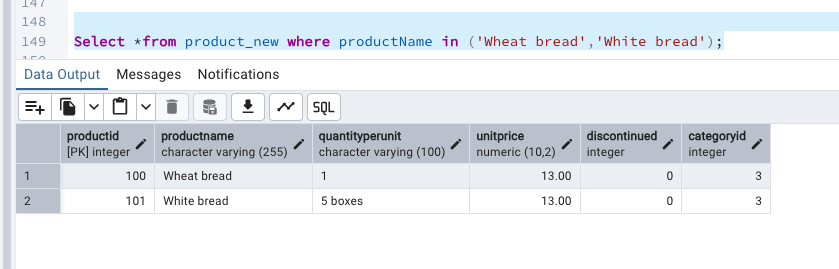 147
148
149 Select *from product_new where productName in ('Wheat bread','White bread');
150
Data Output Messages Notifications
SQL
productid productname quantityperunit unitprice discontinued categoryid
[PK] integer character varying (255) character varying (100) numeric (10,2) integer integer
1 100 Wheat bread 1 13.00 0 3
2 101 White bread 5 boxes 13.00 0 3